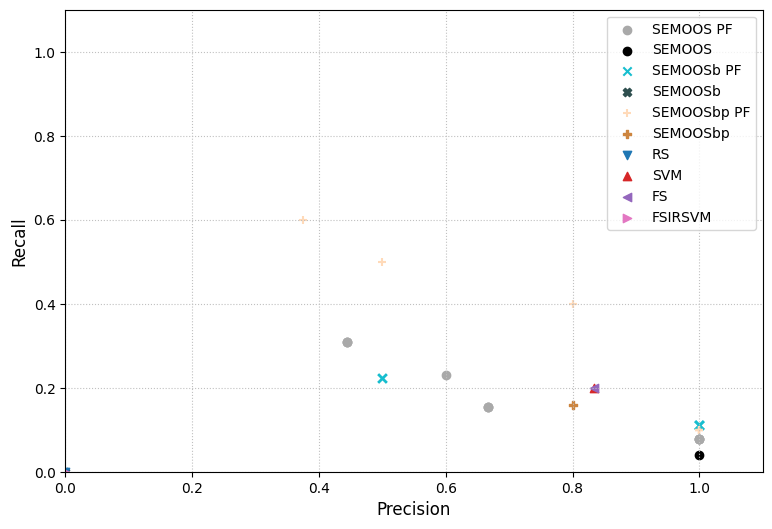 SEMOOS PF
SEMOOS
SEMOOSb PF
SEMOOSb
SEMOOSbp PF
SEMOOSbp
RS
SVM
FS
FSIRSVM
1.0
0.8
0.6
0.4
0.2
0.0
Recall
0.0 0.2 0.4 0.6 0.8 1.0
Precision